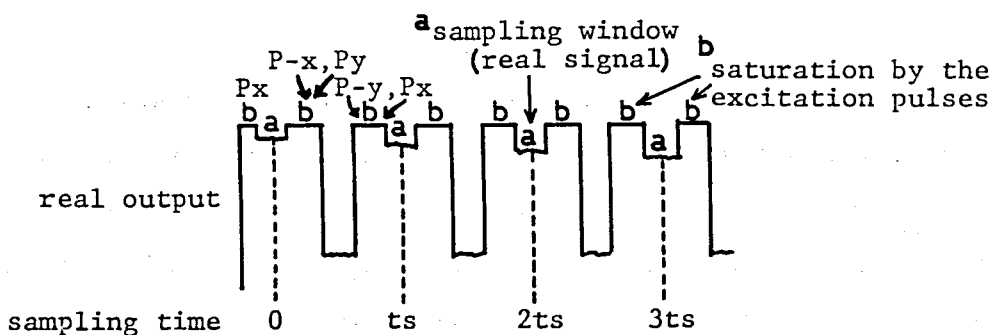 a sampling window
(real signal)
b saturation by the
excitation pulses
P-x,Py
Px
P-y,Px
b a b b a b b a b b a b
real output
sampling time 0 ts 2ts 3ts